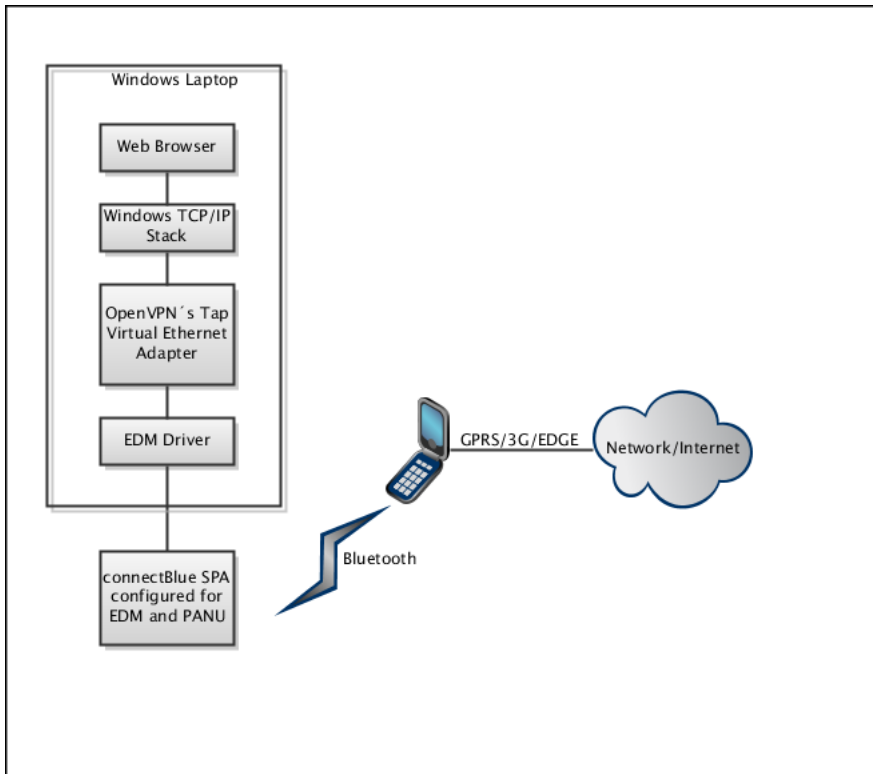 Windows Laptop
Web Browser
Windows TCP/IP
Stack
OpenVPN´s Tap
Virtual Ethernet
Adapter
EDM Driver
connectBlue SPA
configured for
EDM and PANU
Bluetooth
GPRS/3G/EDGE
Network/Internet